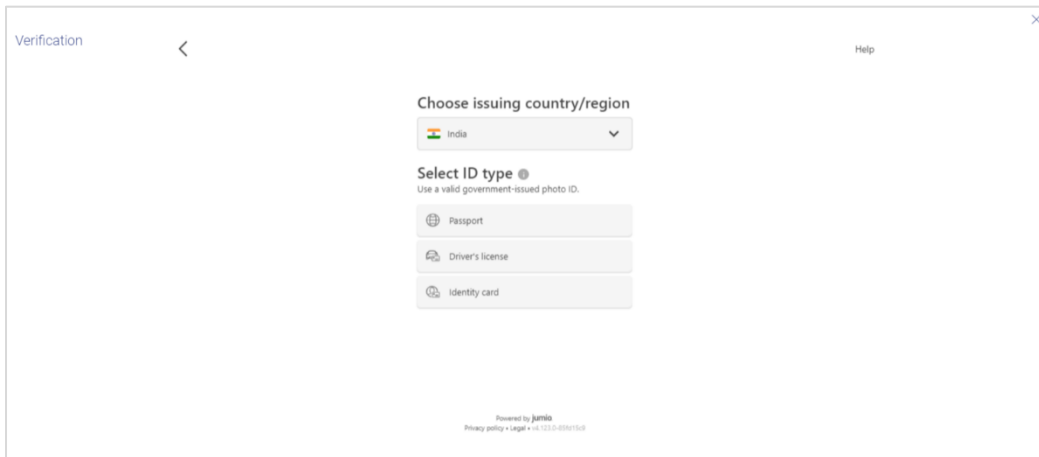 Verification
Help
Choose issuing country/region
India
Select ID type
Use a valid government-issued photo ID.
Passport
Driver's license
Identity card
Powered by jumio
Privacy policy • Legal •